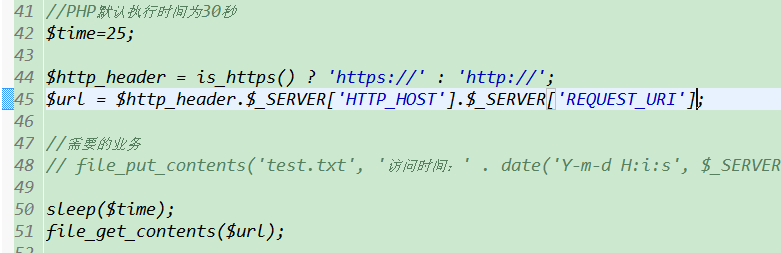 41 //PHP默认执行时间为30秒
42 $time=25;
43
44 $http_header = is_https() ? 'https://' : 'http://';
45 $url = $http_header.$_SERVER['HTTP_HOST'].$_SERVER['REQUEST_URI'];
46
47 //需要的业务
48 // file_put_contents('test.txt', '访问时间：' . date('Y-m-d H:i:s', $_SERVER
49
50 sleep($time);
51 file_get_contents($url);